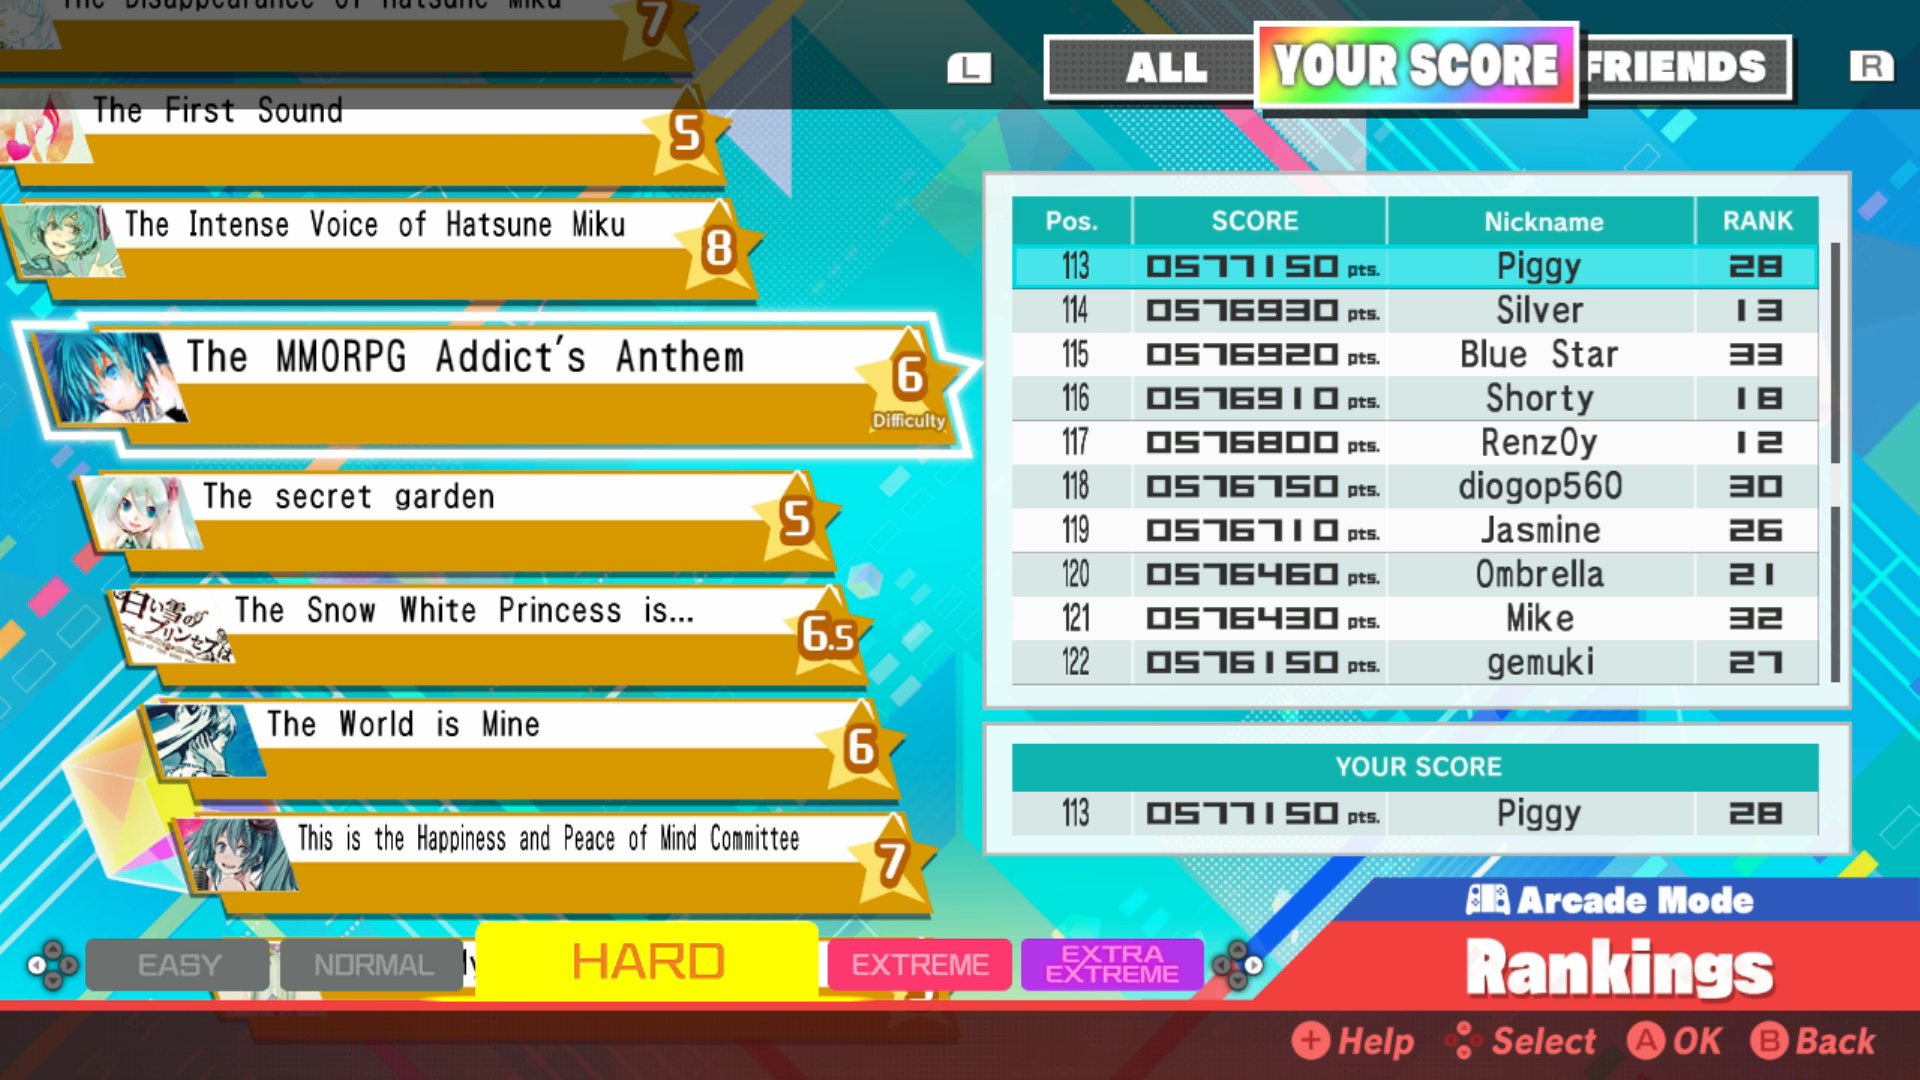 The Disappearance of Hatsune Miku
7
The First Sound
5
The Intense Voice of Hatsune Miku
8
The MMORPG Addict's Anthem
6
Difficulty
The secret garden
5
白い雪の
プリンセスは
The Snow White Princess is...
6.5
The World is Mine
6
This is the Happiness and Peace of Mind Committee
7
EASY NORMAL HARD EXTREME EXTRA EXTREME
L ALL YOUR SCORE FRIENDS R
Pos. SCORE Nickname RANK
113 0577150 pts. Piggy 28
114 0576930 pts. Silver 13
115 0576920 pts. Blue Star 33
116 0576910 pts. Shorty 18
117 0576800 pts. Renz0y 12
118 0576750 pts. diogop560 30
119 0576710 pts. Jasmine 26
120 0576460 pts. Ombrella 21
121 0576430 pts. Mike 32
122 0576150 pts. gemuki 27
YOUR SCORE
113 0577150 pts. Piggy 28
Arcade Mode
Rankings
+ Help Select A OK B Back